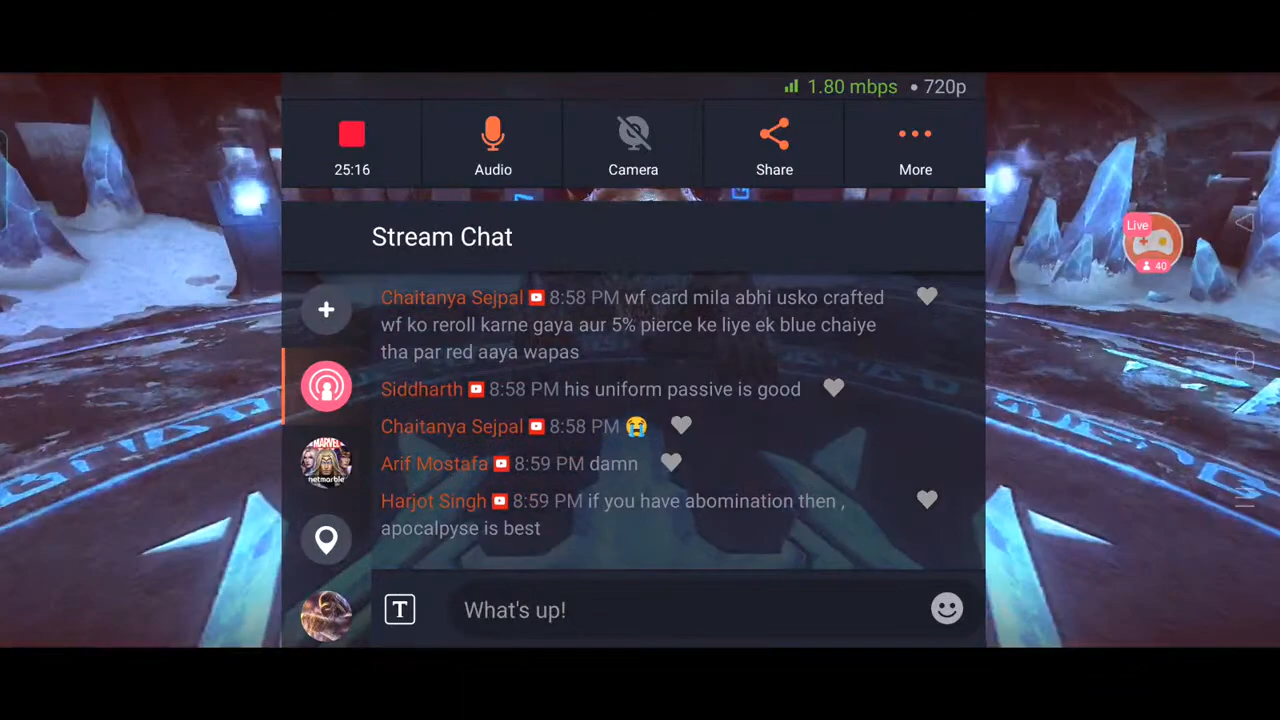 1.80 mbps • 720p
25:16
Audio
Camera
Share
More
Stream Chat
Live
40
Chaitanya Sejpal 8:58 PM wf card mila abhi usko crafted
wf ko reroll karne gaya aur 5% pierce ke liye ek blue chaiye
tha par red aaya wapas
Siddharth 8:58 PM his uniform passive is good
Chaitanya Sejpal 8:58 PM 😭
Arif Mostafa 8:59 PM damn
Harjot Singh 8:59 PM if you have abomination then ,
apocalpyse is best
MARVEL
netmarble
T What's up!